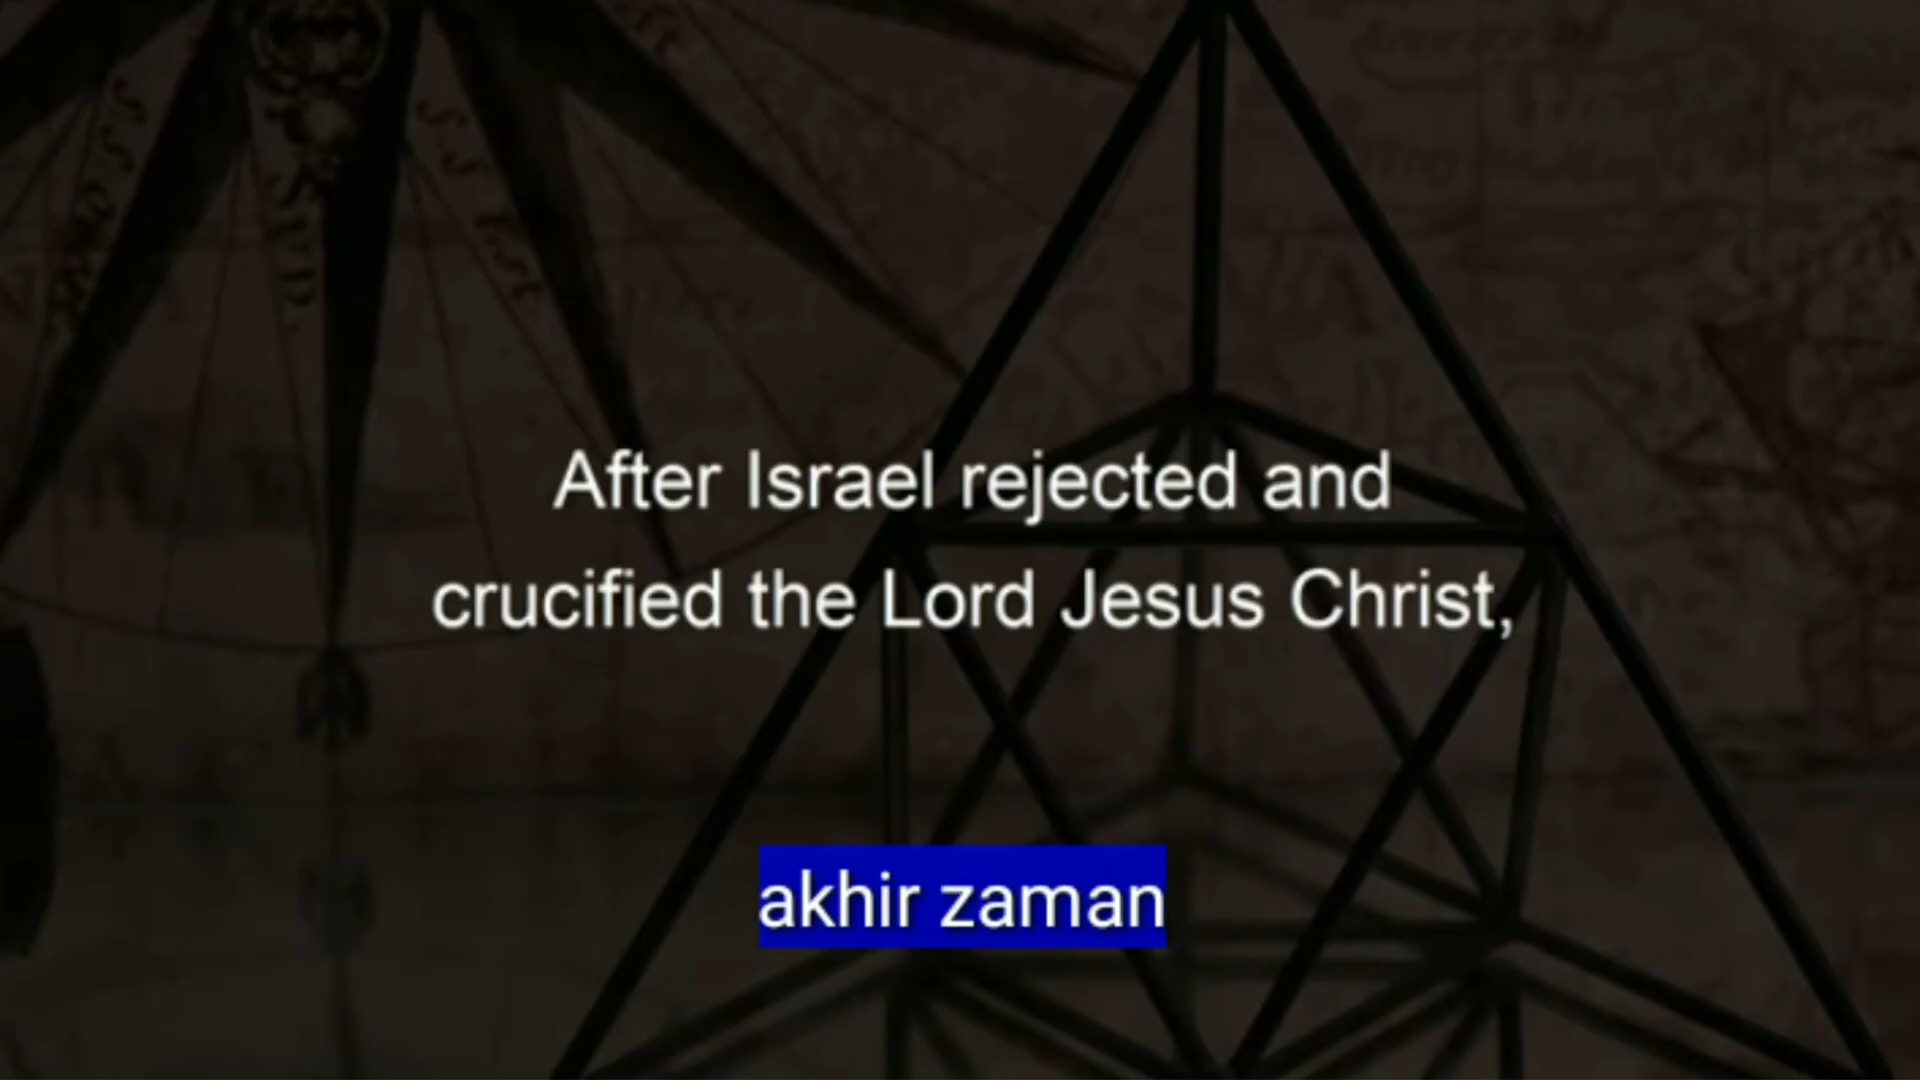 After Israel rejected and
crucified the Lord Jesus Christ,
akhir zaman